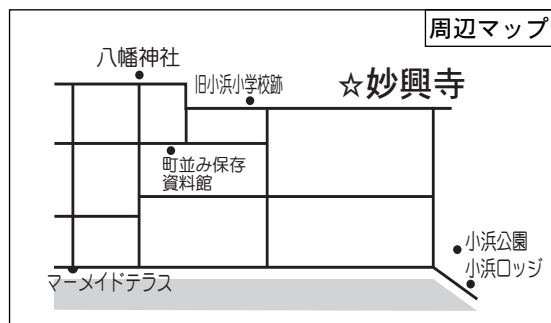 周辺マップ
八幡神社
旧小浜小学校跡
☆妙興寺
町並み保存
資料館
小浜公園
小浜ロッジ
マーメイドテラス